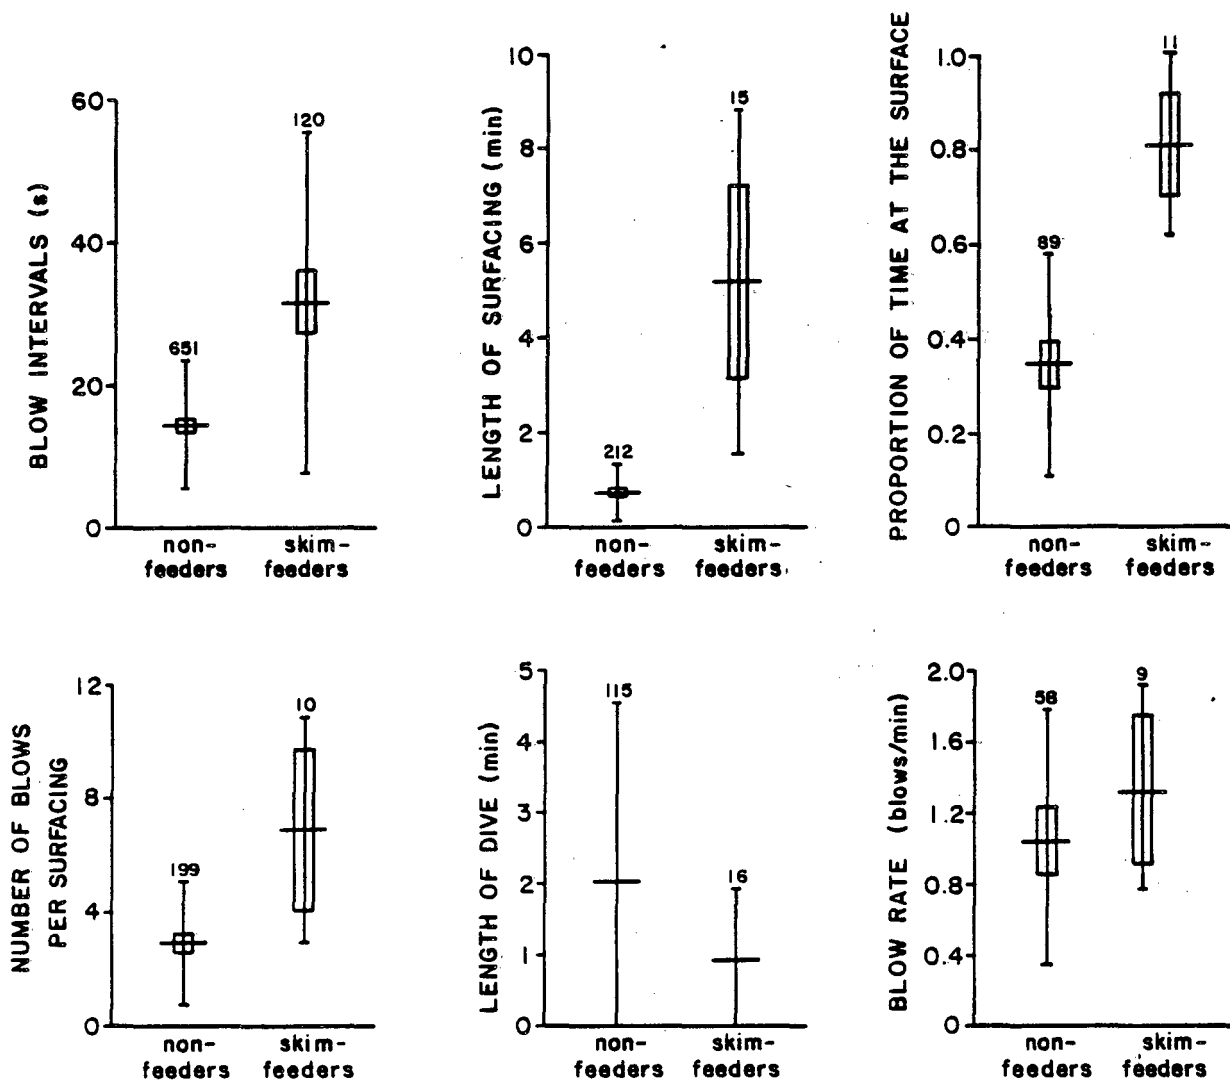 BLOW INTERVALS (s)
60
40
20
0
651
120
non-
feeders
skim-
feeders
LENGTH OF SURFACING (min)
10
8
6
4
2
0
212
15
non-
feeders
skim-
feeders
PROPORTION OF TIME AT THE SURFACE
1.0
0.8
0.6
0.4
0.2
0
89
11
non-
feeders
skim-
feeders
NUMBER OF BLOWS
PER SURFACING
12
8
4
0
199
10
non-
feeders
skim-
feeders
LENGTH OF DIVE (min)
5
4
3
2
1
0
115
16
non-
feeders
skim-
feeders
BLOW RATE (blows/min)
2.0
1.6
1.2
0.8
0.4
0
58
9
non-
feeders
skim-
feeders